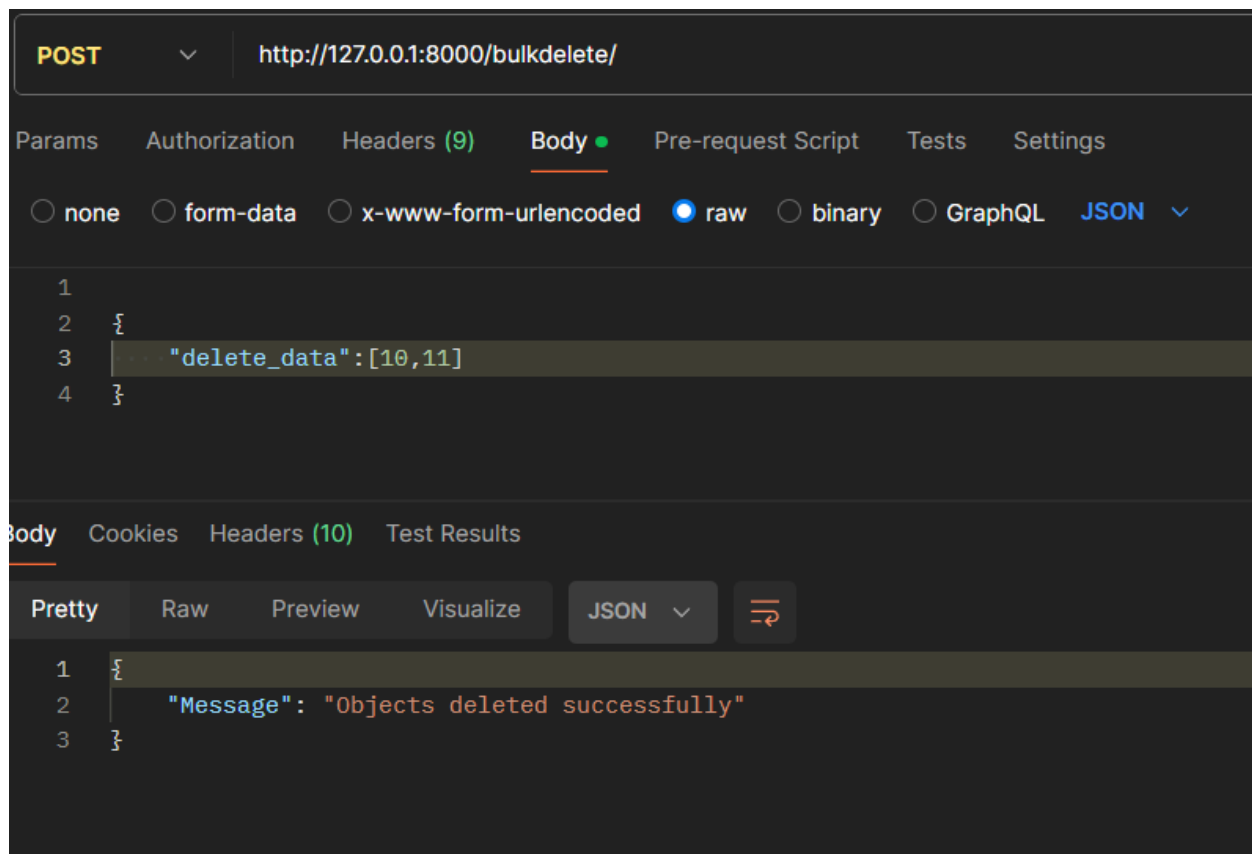 POST http://127.0.0.1:8000/bulkdelete/
Params Authorization Headers (9) Body Pre-request Script Tests Settings
none form-data x-www-form-urlencoded raw binary GraphQL JSON
1
2 {
3 "delete_data":[10,11]
4 }
Body Cookies Headers (10) Test Results
Pretty Raw Preview Visualize JSON
1 {
2 "Message": "Objects deleted successfully"
3 }